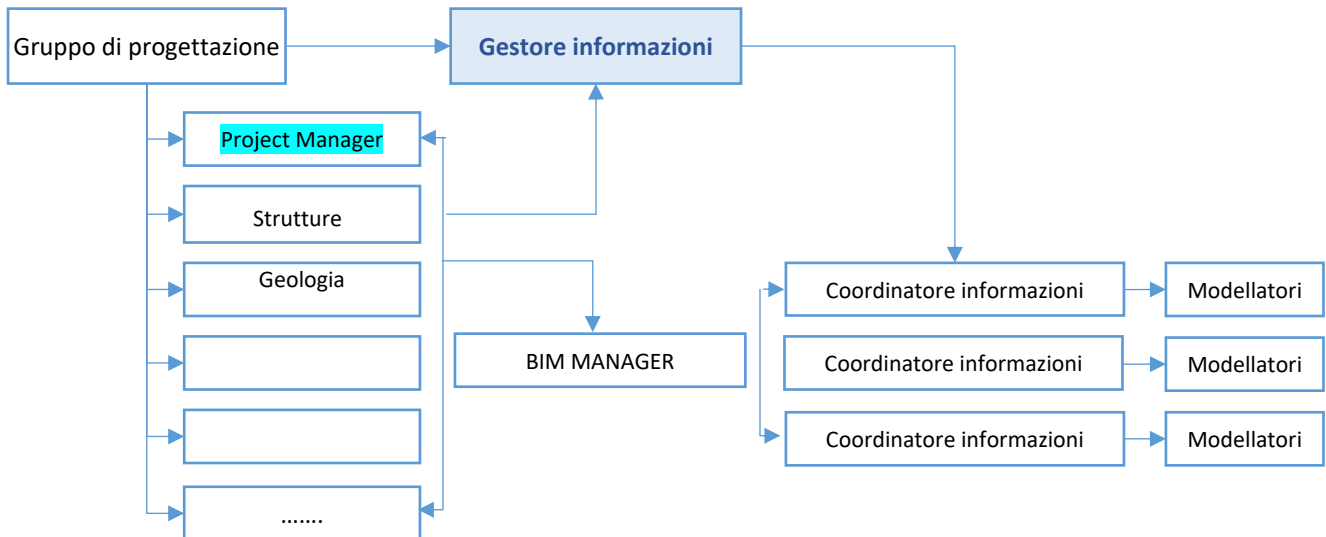 Gruppo di progettazione
Gestore informazioni
Project Manager
Strutture
Geologia
Coordinatore informazioni
Modellatori
BIM MANAGER
Coordinatore informazioni
Modellatori
Coordinatore informazioni
Modellatori
…….